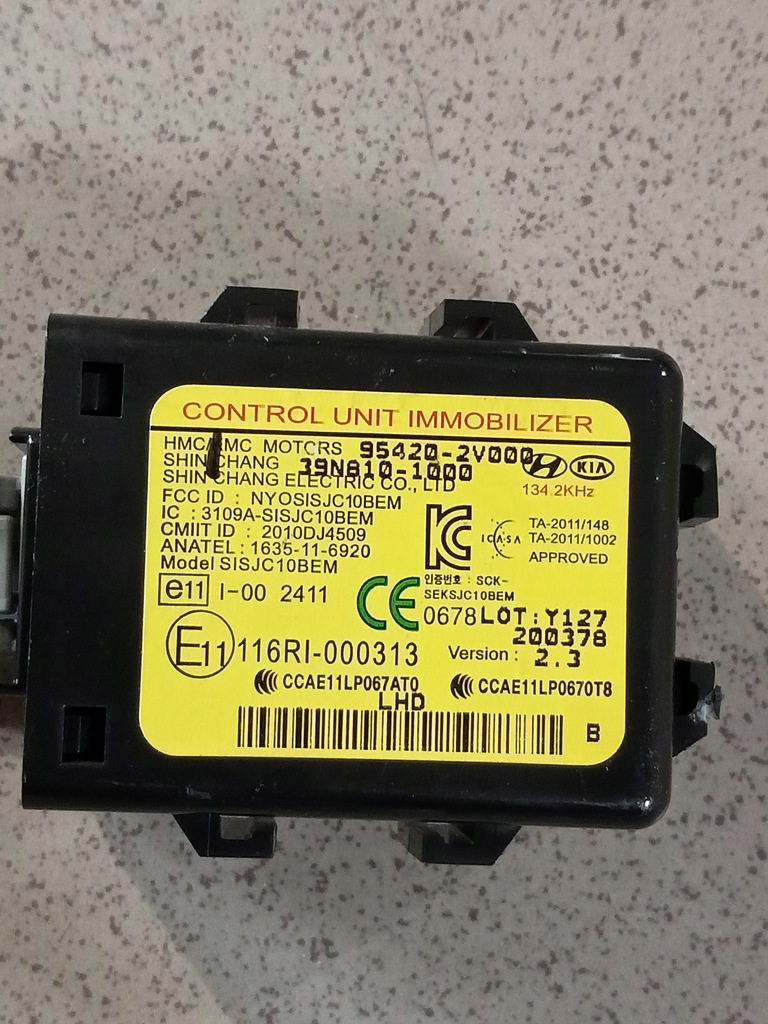 CONTROL UNIT IMMOBILIZER
HMC/KMC MOTORS 95420-2V000
SHIN CHANG 39N810-1000
SHIN CHANG ELECTRIC CO., LTD
KIA
134.2KHz
FCC ID : NYOSISJC10BEM
IC : 3109A-SISJC10BEM
CMIIT ID : 2010DJ4509
ANATEL : 1635-11-6920
Model SISJC10BEM
ICASA
TA-2011/148
TA-2011/1002
APPROVED
인증번호 : SCK-
SEKSJC10BEM
e11 I-00 2411
CE 0678 LOT:Y127
200378
E11 116RI-000313
Version : 2.3
CCAE11LP067AT0 CCAE11LP0670T8
LHD
B